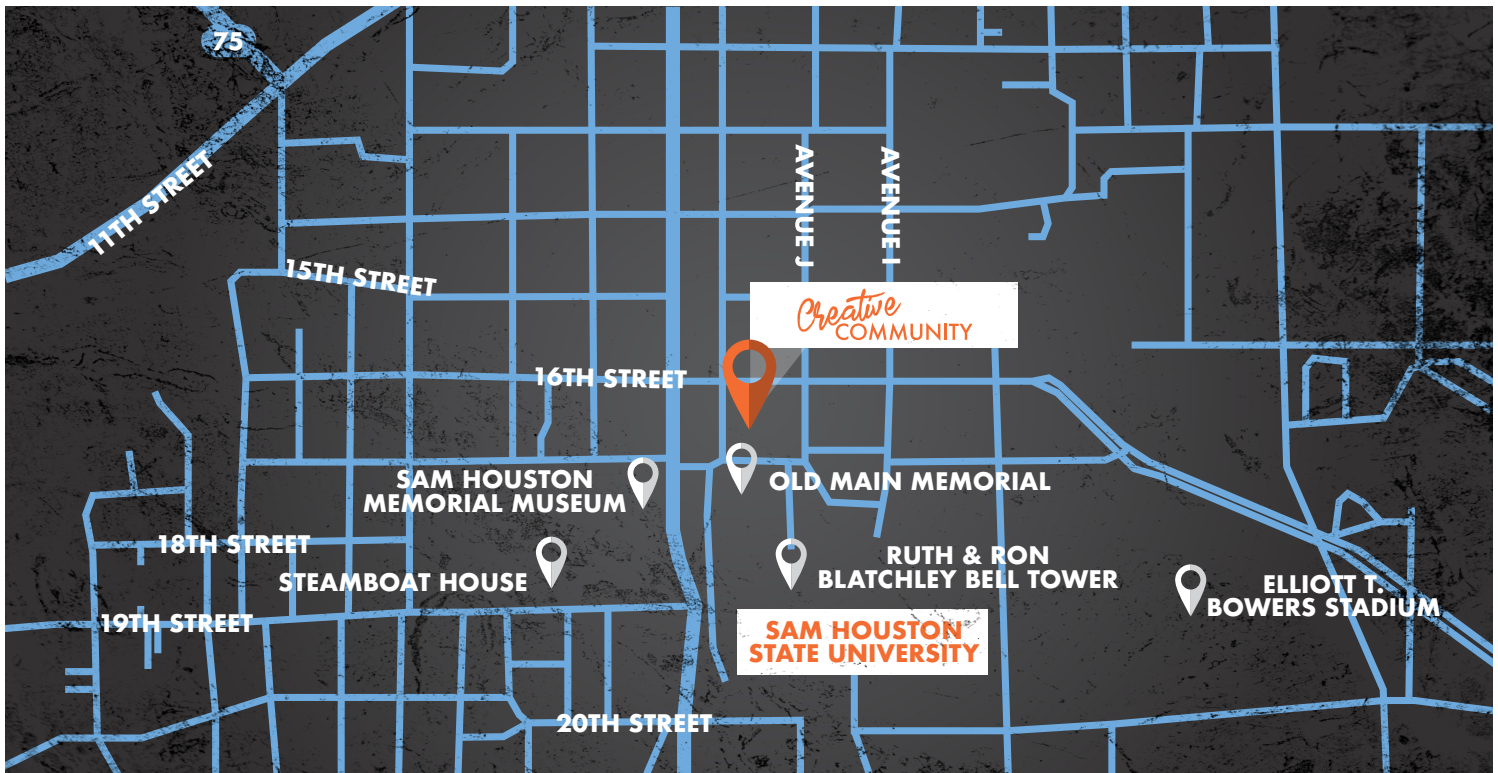 75
11TH STREET
AVENUE J
AVENUE I
15TH STREET
Creative
COMMUNITY
16TH STREET
SAM HOUSTON
MEMORIAL MUSEUM
OLD MAIN MEMORIAL
18TH STREET
STEAMBOAT HOUSE
RUTH & RON
BLATCHLEY BELL TOWER
ELLIOTT T.
BOWERS STADIUM
19TH STREET
SAM HOUSTON
STATE UNIVERSITY
20TH STREET